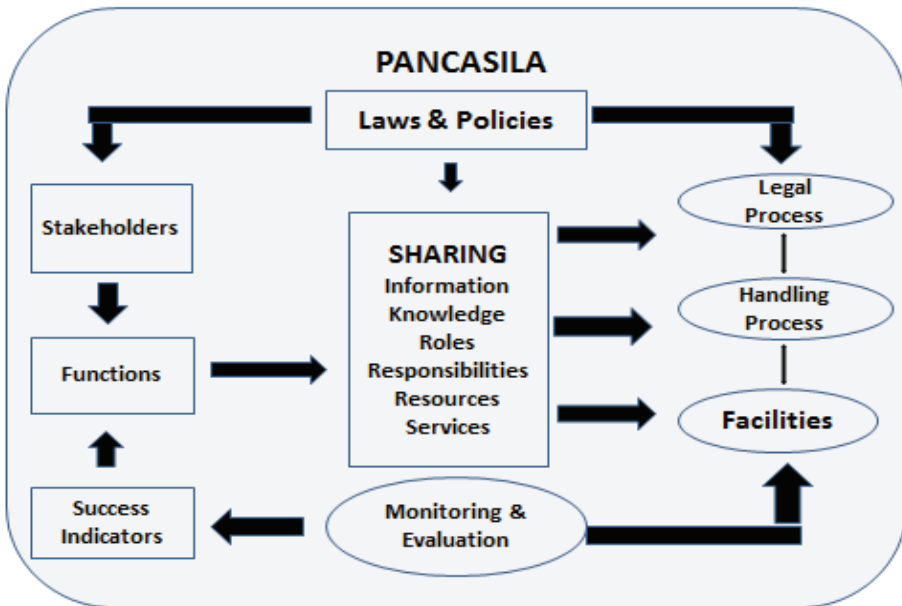 PANCASILA
Laws & Policies
Stakeholders
Functions
Success
Indicators
SHARING
Information
Knowledge
Roles
Responsibilities
Resources
Services
Monitoring &
Evaluation
Legal
Process
Handling
Process
Facilities